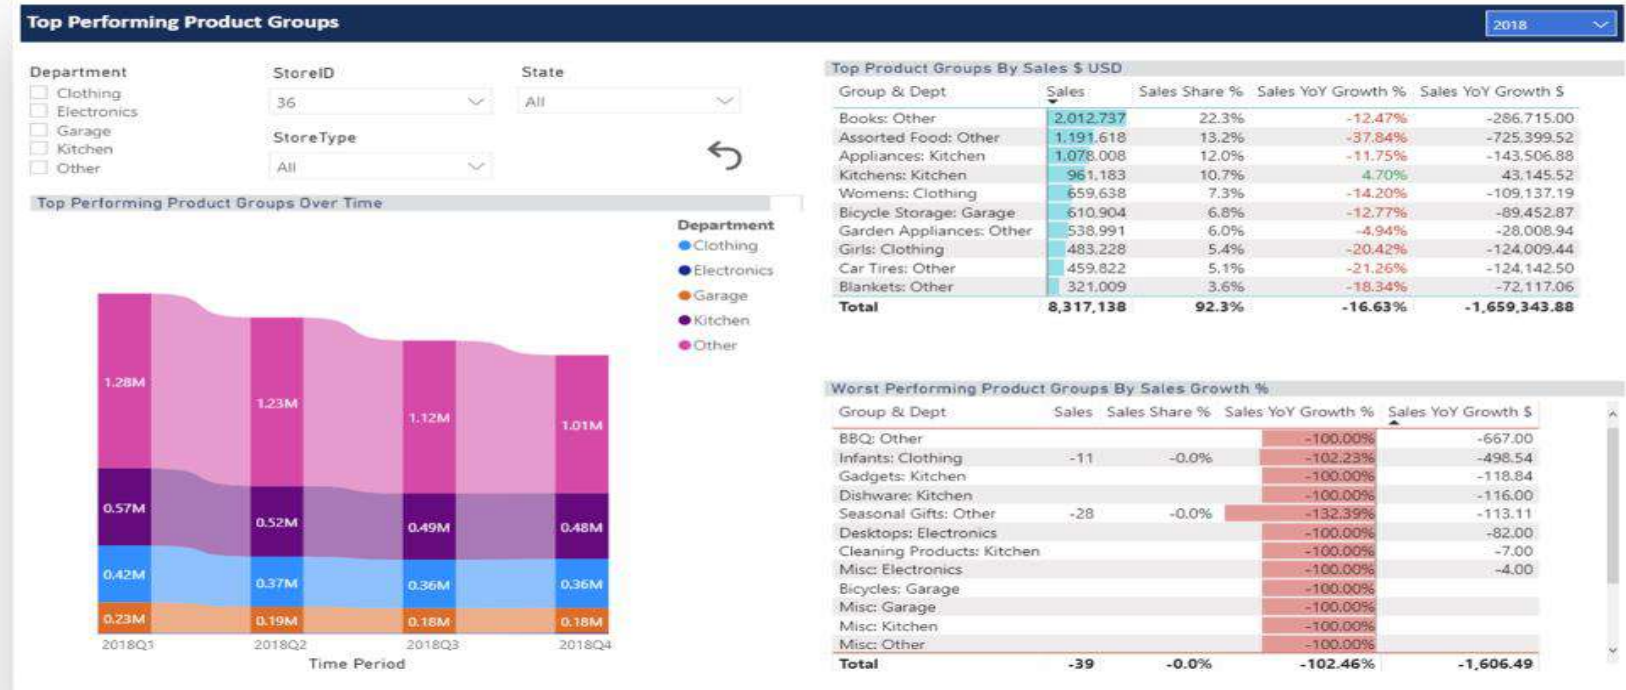 Top Performing Product Groups
2018
Department
Clothing
Electronics
Garage
Kitchen
Other
StoreID
36
StoreType
All
State
All
Top Performing Product Groups Over Time
Department
Clothing
Electronics
Garage
Kitchen
Other
1.28M
1.23M
1.12M
1.01M
0.57M
0.52M
0.49M
0.48M
0.42M
0.37M
0.36M
0.36M
0.23M
0.19M
0.18M
0.18M
2018Q1 2018Q2 2018Q3 2018Q4
Time Period
Top Product Groups By Sales $ USD
Group & Dept Sales Sales Share % Sales YoY Growth % Sales YoY Growth $
Books: Other 2,012,737 22.3% -12.47% -286,715.00
Assorted Food: Other 1,191,618 13.2% -37.84% -725,399.52
Appliances: Kitchen 1,078,008 12.0% -11.75% -143,506.88
Kitchens: Kitchen 961,183 10.7% 4.70% 43,145.52
Womens: Clothing 659,638 7.3% -14.20% -109,137.19
Bicycle Storage: Garage 610,904 6.8% -12.77% -89,452.87
Garden Appliances: Other 538,991 6.0% -4.94% -28,008.94
Girls: Clothing 483,228 5.4% -20.42% -124,009.44
Car Tires: Other 459,822 5.1% -21.26% -124,142.50
Blankets: Other 321,009 3.6% -18.34% -72,117.06
Total 8,317,138 92.3% -16.63% -1,659,343.88
Worst Performing Product Groups By Sales Growth %
Group & Dept Sales Sales Share % Sales YoY Growth % Sales YoY Growth $
BBQ: Other -100.00% -667.00
Infants: Clothing -11 -0.0% -102.23% -498.54
Gadgets: Kitchen -100.00% -118.84
Dishware: Kitchen -100.00% -116.00
Seasonal Gifts: Other -28 -0.0% -132.39% -113.11
Desktops: Electronics -100.00% -82.00
Cleaning Products: Kitchen -100.00% -7.00
Misc: Electronics -100.00% -4.00
Bicycles: Garage -100.00%
Misc: Garage -100.00%
Misc: Kitchen -100.00%
Misc: Other -100.00%
Total -39 -0.0% -102.46% -1,606.49